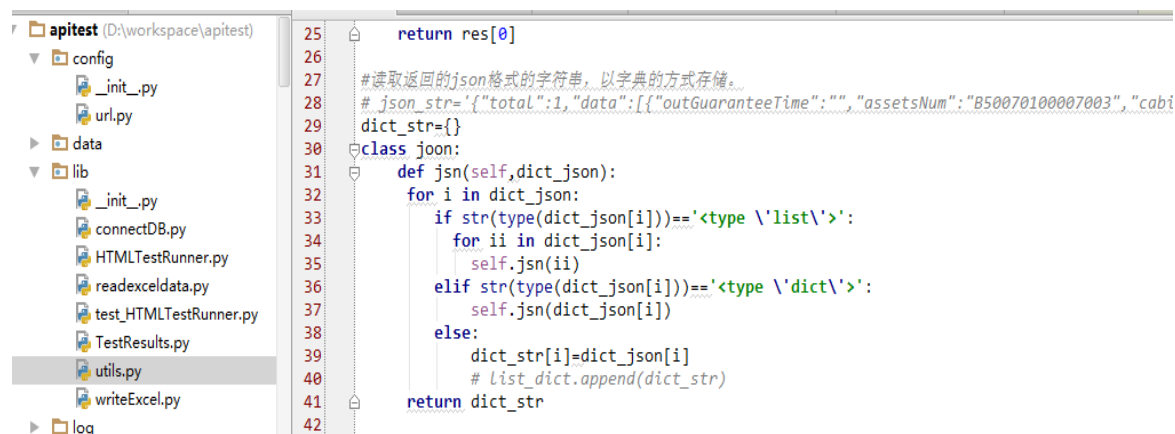 apitest (D:\workspace\apitest)
config
__init__.py
url.py
data
lib
__init__.py
connectDB.py
HTMLTestRunner.py
readexceldata.py
test_HTMLTestRunner.py
TestResults.py
utils.py
writeExcel.py
log
25 return res[0]
26
27 #读取返回的json格式的字符串，以字典的方式存储。
28 # json_str='{"total":1,"data":[{"outGuaranteeTime":"","assetsNum":"B50070100007003","cabi
29 dict_str={}
30 class joon:
31 def jsn(self,dict_json):
32 for i in dict_json:
33 if str(type(dict_json[i]))=='<type \'list\'>':
34 for ii in dict_json[i]:
35 self.jsn(ii)
36 elif str(type(dict_json[i]))=='<type \'dict\'>':
37 self.jsn(dict_json[i])
38 else:
39 dict_str[i]=dict_json[i]
40 # list_dict.append(dict_str)
41 return dict_str
42